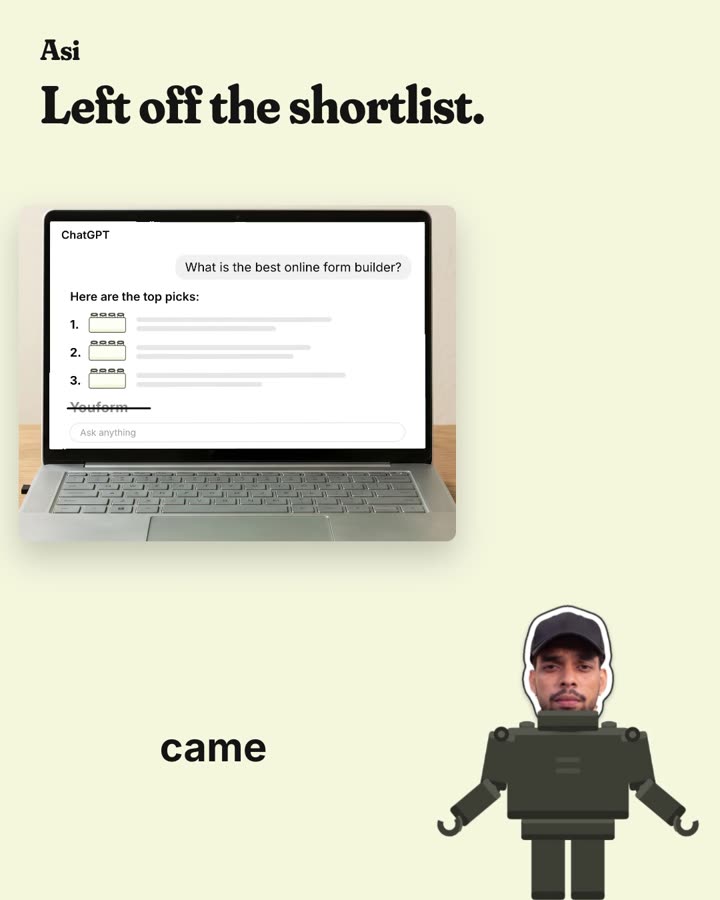 Asi
Left off the shortlist.
ChatGPT
What is the best online form builder?
Here are the top picks:
1.
2.
3.
Youform
Ask anything
came